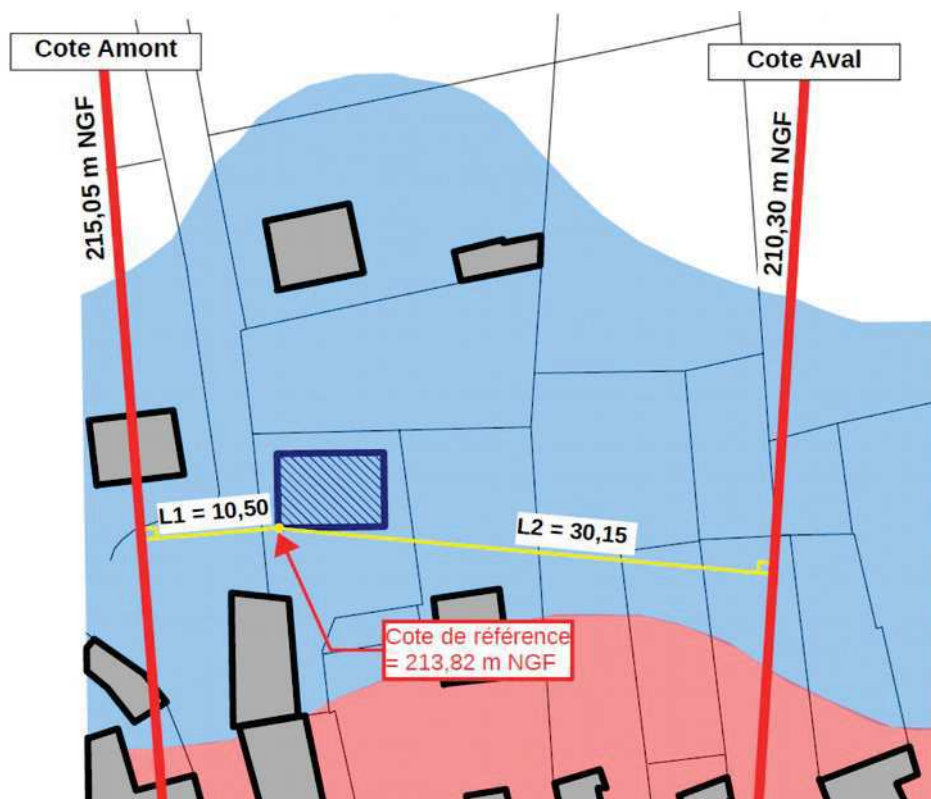 Cote Amont
Cote Aval
215,05 m NGF
210,30 m NGF
L1 = 10,50
L2 = 30,15
Cote de référence
= 213,82 m NGF